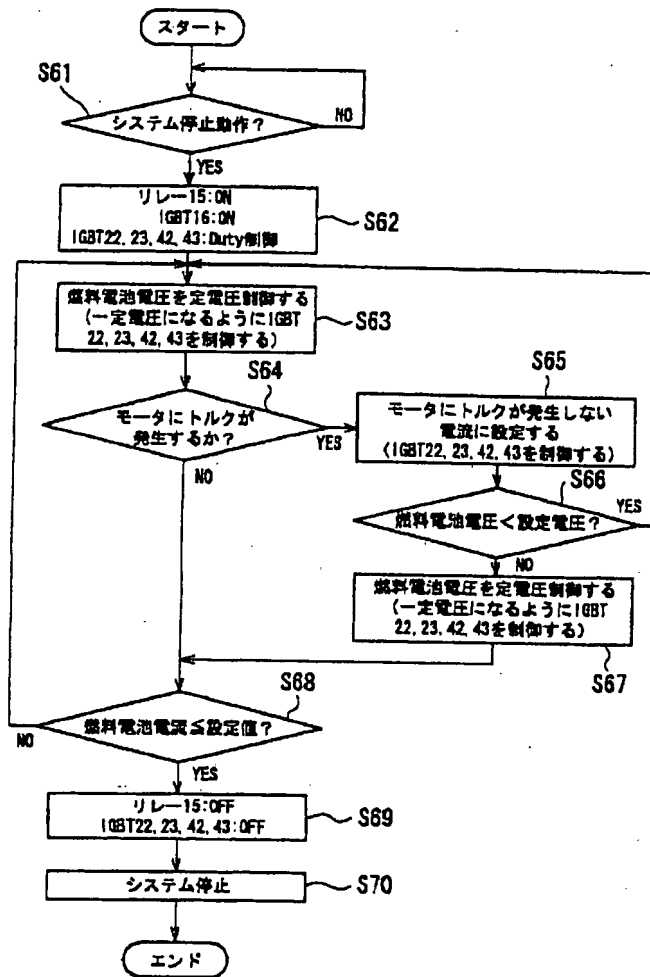 スタート
S61
システム停止動作？
NO
YES
リレー15:ON
IGBT16:ON
IGBT22,23,42,43:Duty制御
S62
燃料電池電圧を定電圧制御する
(一定電圧になるようにIGBT
22,23,42,43を制御する)
S63
S64
モータにトルクが
発生するか？
YES
NO
S65
モータにトルクが発生しない
電流に設定する
(IGBT22,23,42,43を制御する)
S66
燃料電池電圧<設定電圧？
YES
NO
燃料電池電圧を定電圧制御する
(一定電圧になるようにIGBT
22,23,42,43を制御する)
S67
S68
燃料電池電流≦設定値？
NO
YES
リレー15:OFF
IGBT22,23,42,43:OFF
S69
システム停止
S70
エンド